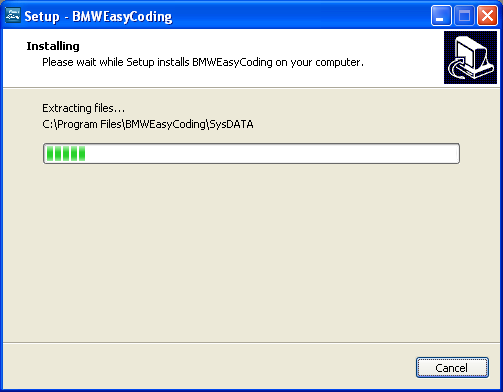 Setup - BMWEasyCoding
Installing
Please wait while Setup installs BMWEasyCoding on your computer.
Extracting files...
C:\Program Files\BMWEasyCoding\SysDATA
Cancel